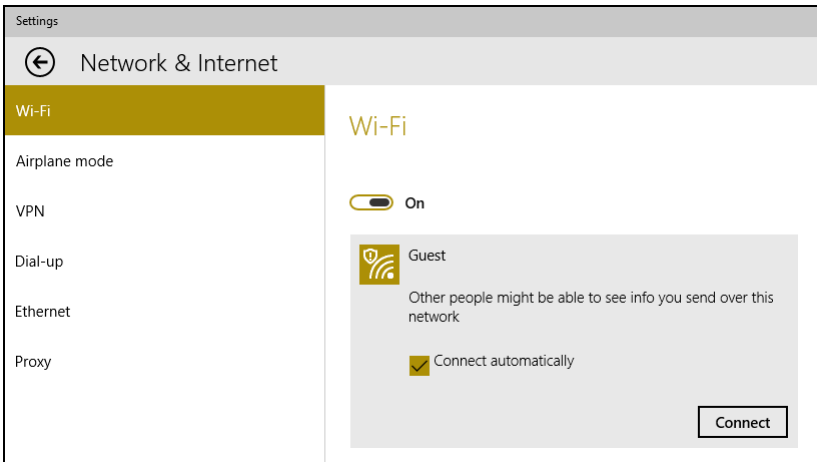 Settings
Network & Internet
Wi-Fi
Airplane mode
VPN
Dial-up
Ethernet
Proxy
Wi-Fi
On
Guest
Other people might be able to see info you send over this
network
Connect automatically
Connect